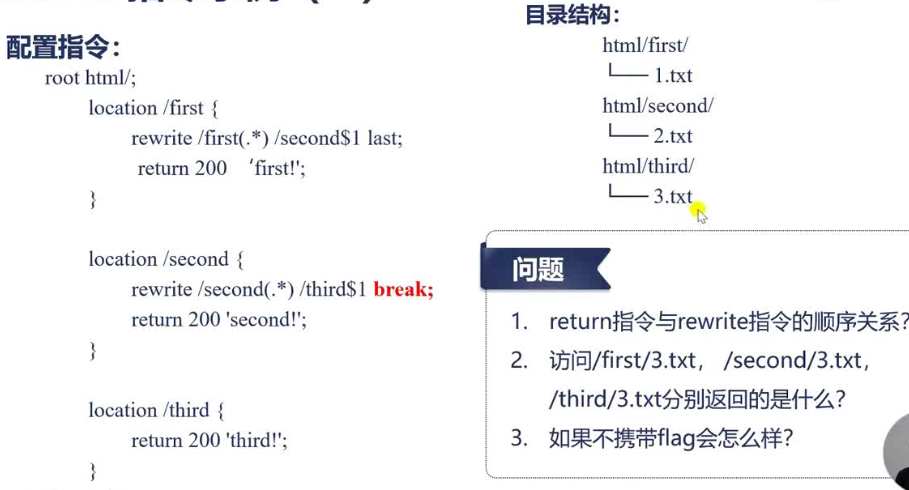 配置指令：
root html/;
location /first {
rewrite /first(.*) /second$1 last;
return 200 ‘first!';
}
location /second {
rewrite /second(.*) /third$1 break;
return 200 'second!';
}
location /third {
return 200 'third!';
}
目录结构：
html/first/
└── 1.txt
html/second/
└── 2.txt
html/third/
└── 3.txt
问题
1. return指令与rewrite指令的顺序关系?
2. 访问/first/3.txt， /second/3.txt，
/third/3.txt分别返回的是什么?
3. 如果不携带flag会怎么样?